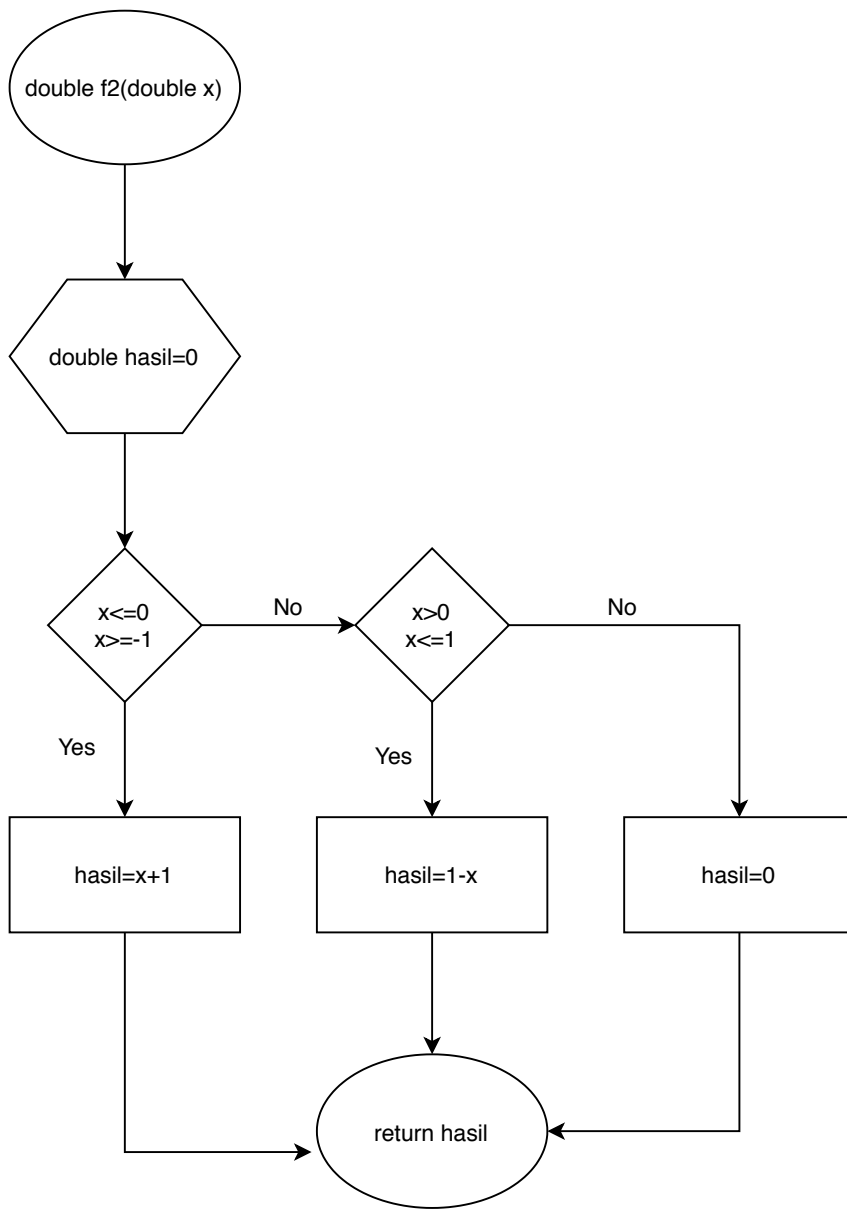 double f2(double x)
double hasil=0
x<=0
x>=-1
No
x>0
x<=1
No
Yes
Yes
hasil=x+1
hasil=1-x
hasil=0
return hasil